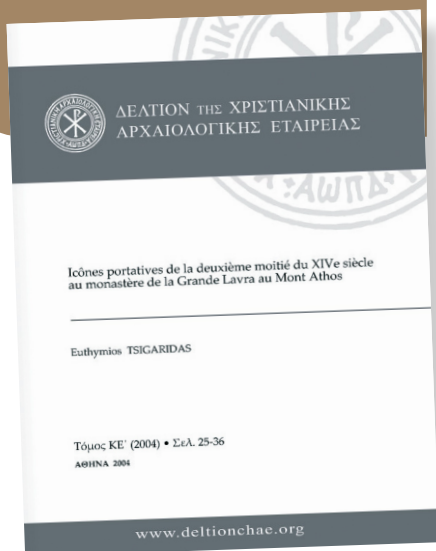 ΔΕΛΤΙΟΝ ΤΗΣ ΧΡΙΣΤΙΑΝΙΚΗΣ
ΑΡΧΑΙΟΛΟΓΙΚΗΣ ΕΤΑΙΡΕΙΑΣ
Icônes portatives de la deuxième moitié du XIVe siècle
au monastère de la Grande Lavra au Mont Athos
Euthymios TSIGARIDAS
Τόμος ΚΕ' (2004) • Σελ. 25-36
ΑΘΗΝΑ 2004
www.deltionchae.org